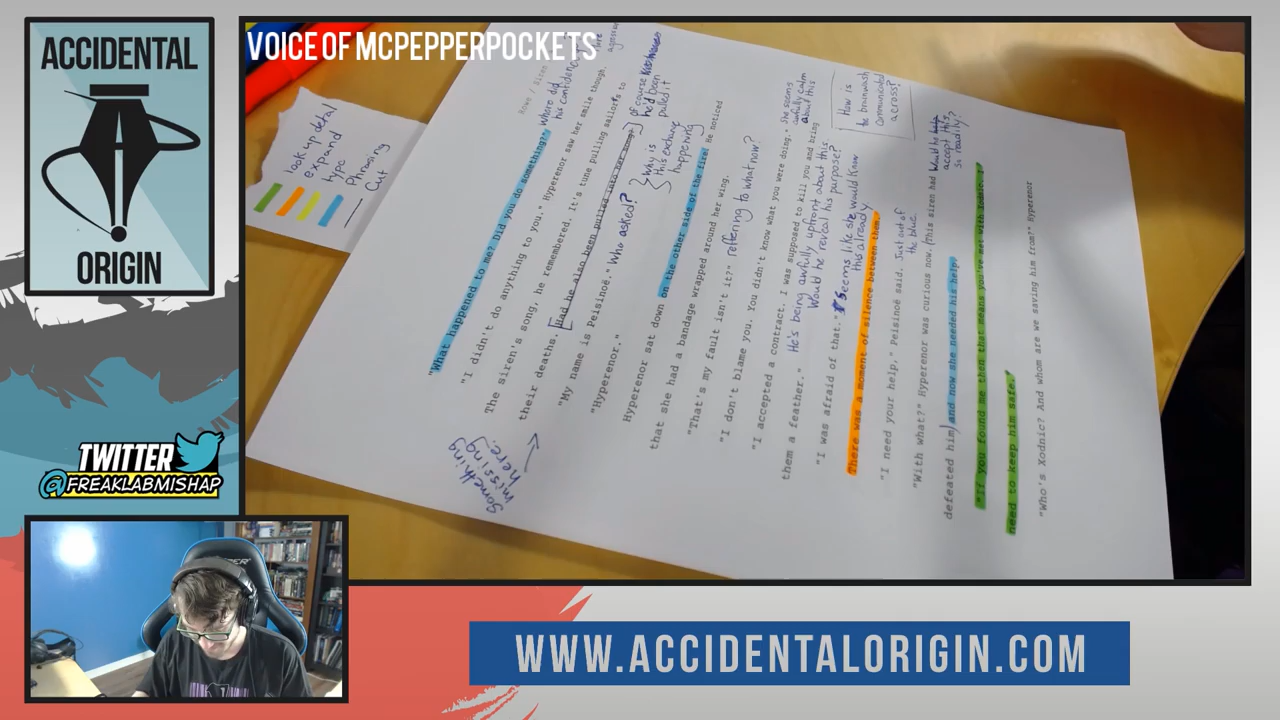 ACCIDENTAL
ORIGIN
VOICE OF MCPEPPERPOCKETS
look up detail
expand
typo
Phrasing
Cut
"What happened to me? Did you do something?"
where did
his confidence
"I didn't do anything to you." Hyperenor saw her smile though.
The siren's song, he remembered. It's tune pulling sailors to
their deaths. Had he also been pulled into her song?
of course
he'd been
pulled it
Something
missing
here.
"My name is Peisinoë." Who asked?
Why is
this exchange
happening
"Hyperenor."
Hyperenor sat down on the other side of the fire. He noticed
that she had a bandage wrapped around her wing.
"That's my fault isn't it?" reffering to what now?
"I don't blame you. You didn't know what you were doing." She seems
awfully calm
about this
"I accepted a contract. I was supposed to kill you and bring
them a feather." He's being awfully upfront about this
Would he reveal his purpose?
"I was afraid of that." Seems like she would know
this already
There was a moment of silence between them.
How is
the brainwash
communicated
across?
"I need your help," Peisinoë said. Just out of
the blue.
"With what?" Hyperenor was curious now. This siren had
defeated him and now she needed his help.
Would he
accept this
so readily?
"If you found me then that means you've met with Xodnic. I
need to keep him safe."
"Who's Xodnic? And whom are we saving him from?" Hyperenor
TWITTER
@FREAKLABMISHAP
WWW.ACCIDENTALORIGIN.COM